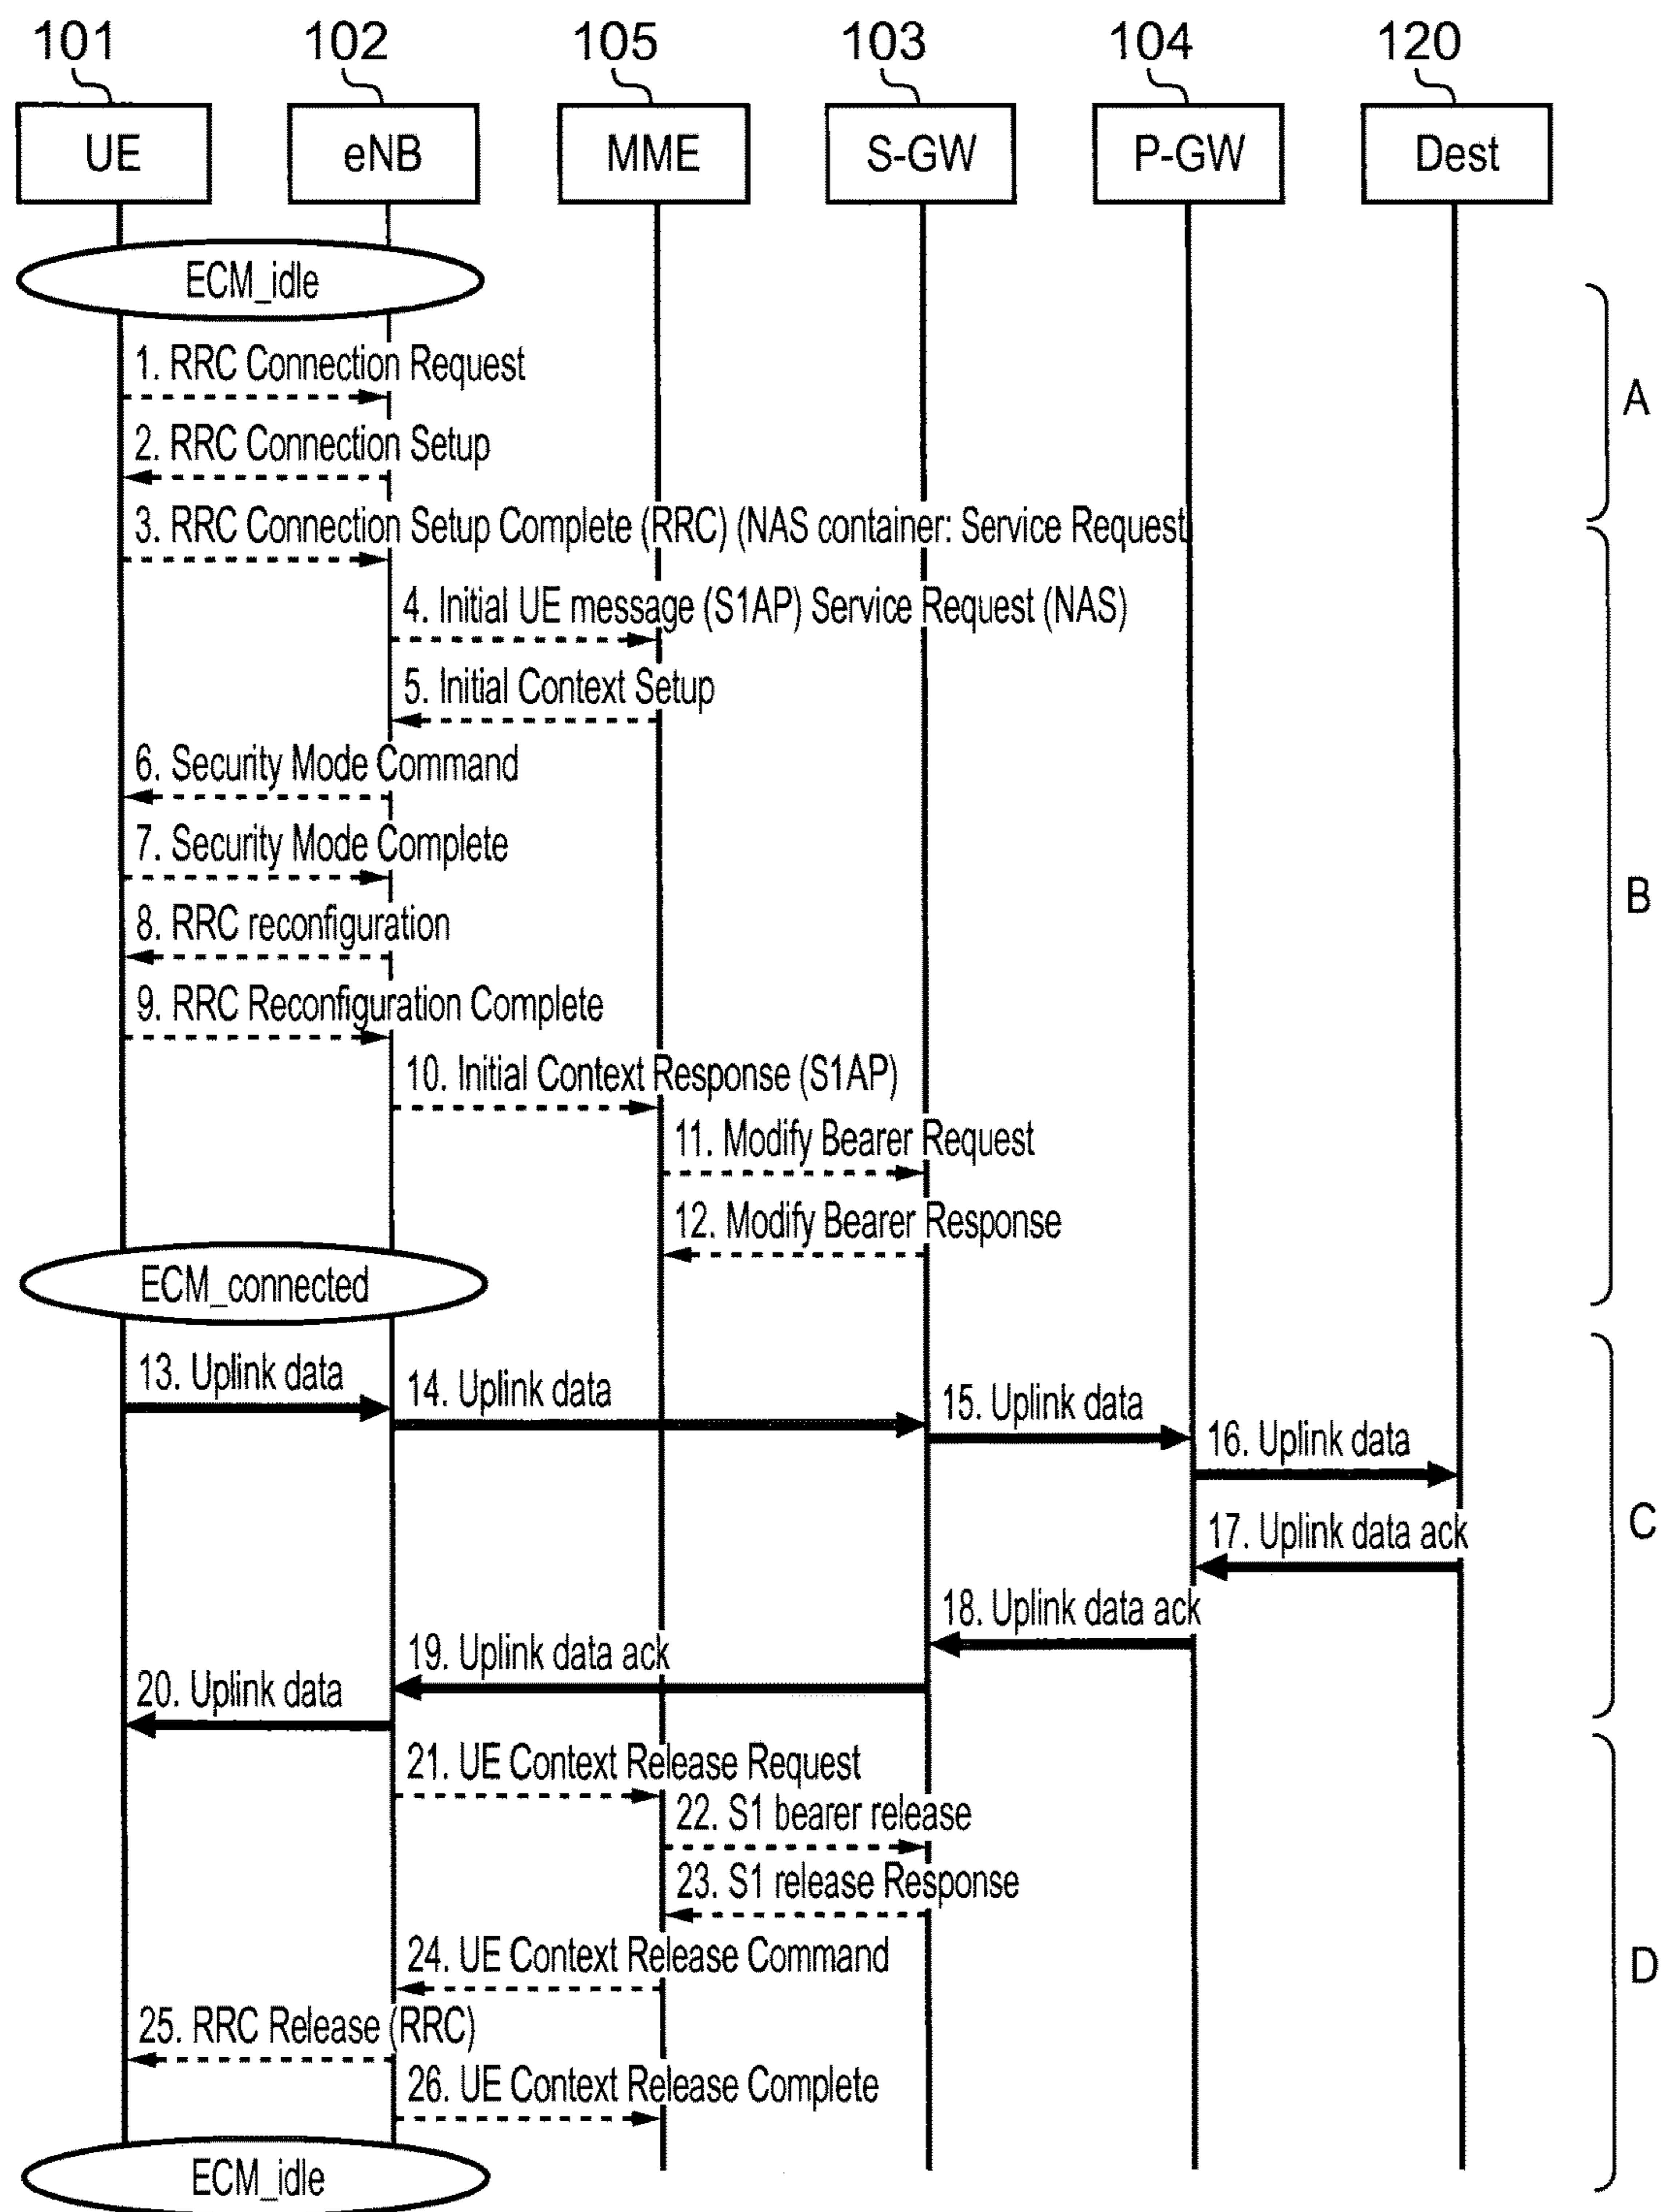 101 102 105 103 104 120
UE eNB MME S-GW P-GW Dest
ECM_idle
1. RRC Connection Request
A
2. RRC Connection Setup
3. RRC Connection Setup Complete (RRC) (NAS container: Service Request
4. Initial UE message (S1AP) Service Request (NAS)
5. Initial Context Setup
6. Security Mode Command
7. Security Mode Complete
B
8. RRC reconfiguration
9. RRC Reconfiguration Complete
10. Initial Context Response (S1AP)
11. Modify Bearer Request
12. Modify Bearer Response
ECM_connected
13. Uplink data
14. Uplink data
15. Uplink data
16. Uplink data
C
17. Uplink data ack
18. Uplink data ack
19. Uplink data ack
20. Uplink data
21. UE Context Release Request
22. S1 bearer release
23. S1 release Response
24. UE Context Release Command
D
25. RRC Release (RRC)
26. UE Context Release Complete
ECM_idle